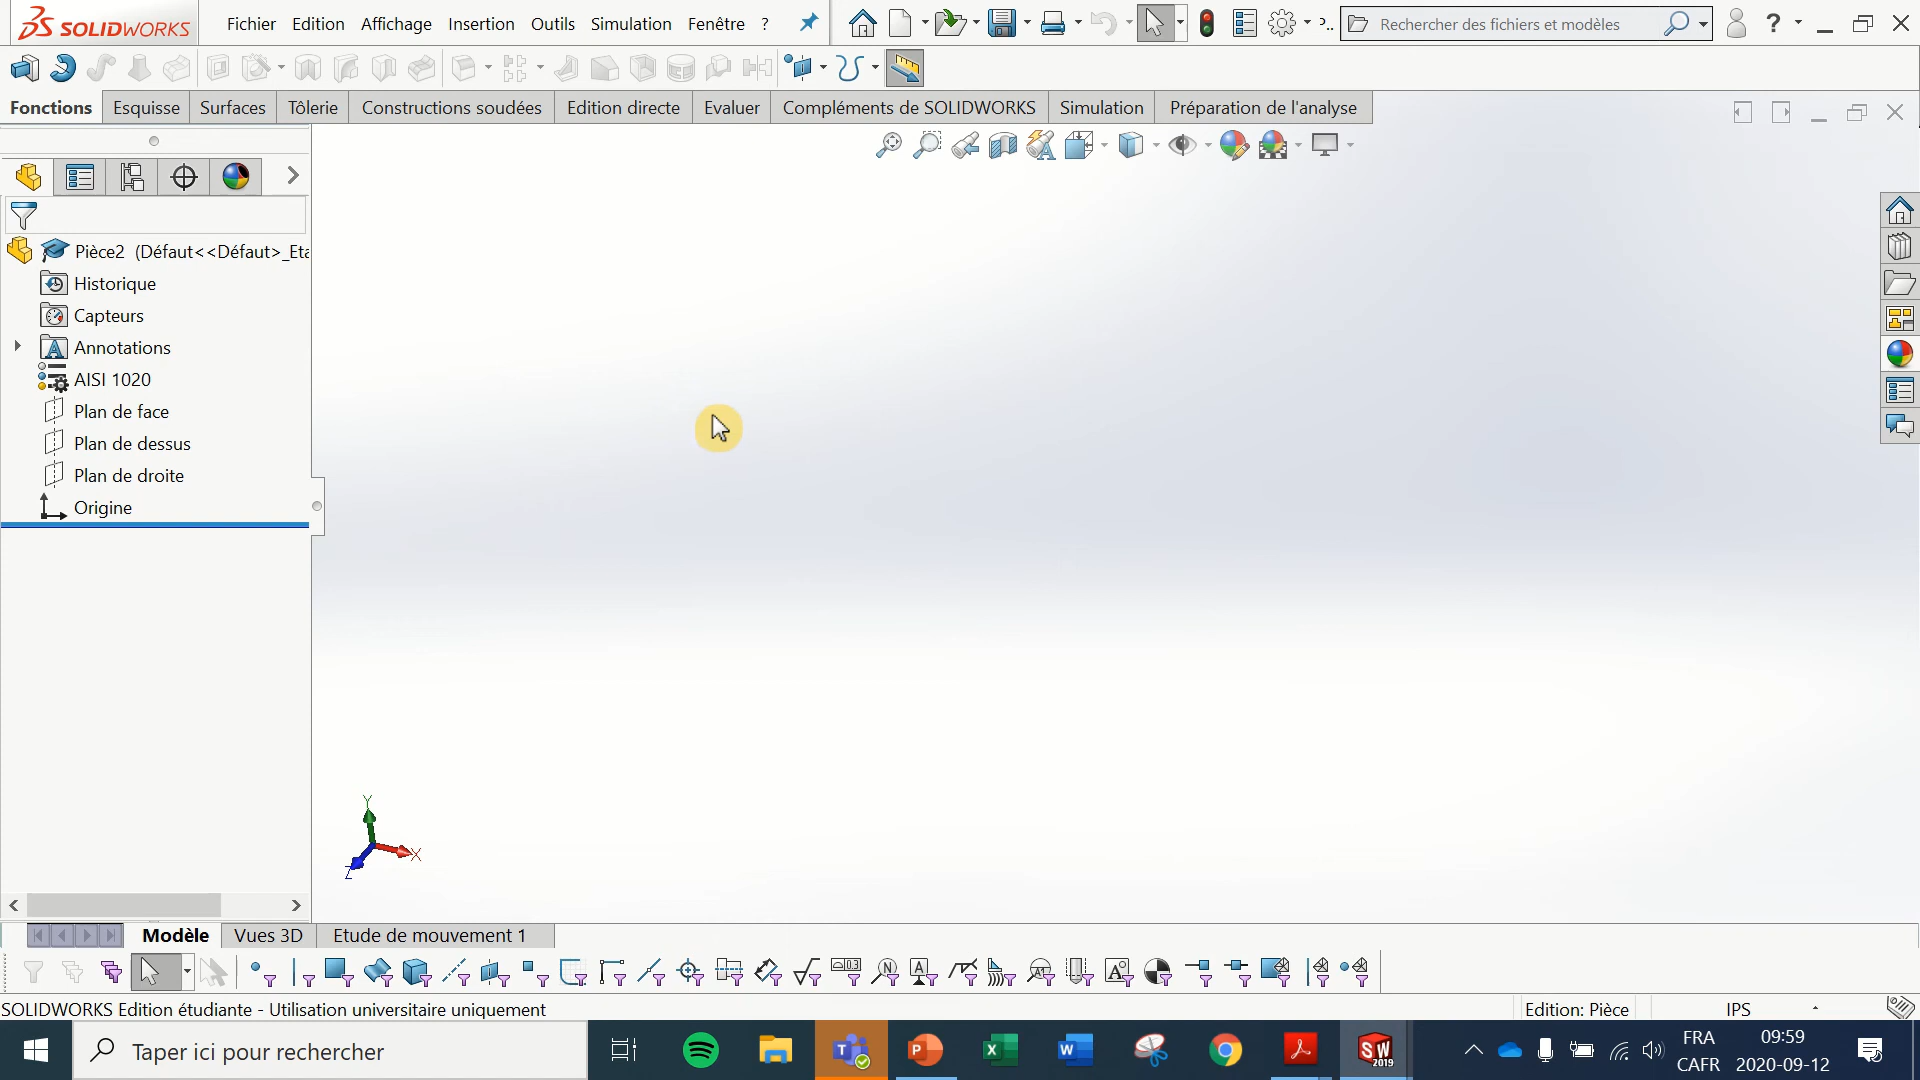 SOLIDWORKS
Fichier Edition Affichage Insertion Outils Simulation Fenêtre ?
Rechercher des fichiers et modèles
Fonctions Esquisse Surfaces Tôlerie Constructions soudées Edition directe Evaluer Compléments de SOLIDWORKS Simulation Préparation de l'analyse
Pièce2 (Défaut<<Défaut>_Eta
Historique
Capteurs
Annotations
AISI 1020
Plan de face
Plan de dessus
Plan de droite
Origine
Y
X
Z
Modèle Vues 3D Etude de mouvement 1
SOLIDWORKS Edition étudiante - Utilisation universitaire uniquement
Edition: Pièce
IPS
Taper ici pour rechercher
SW 2019
FRA
CAFR
09:59
2020-09-12